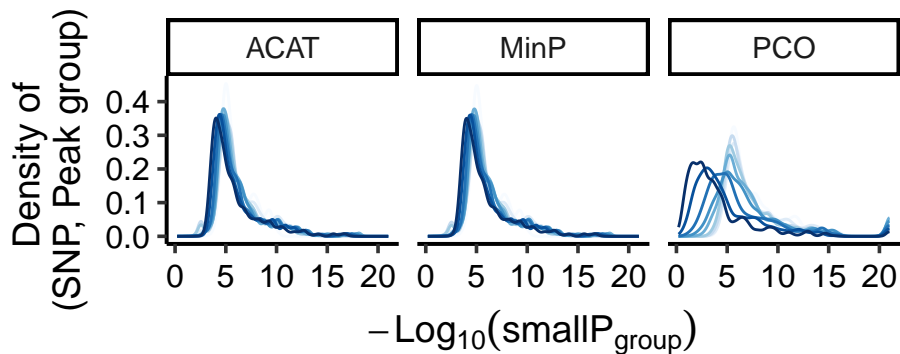 ACAT MinP PCO
Density of
(SNP, Peak group)
0.4
0.3
0.2
0.1
0.0
0 5 10 15 20 0 5 10 15 20 0 5 10 15 20
−Log₁₀(smallP_group)